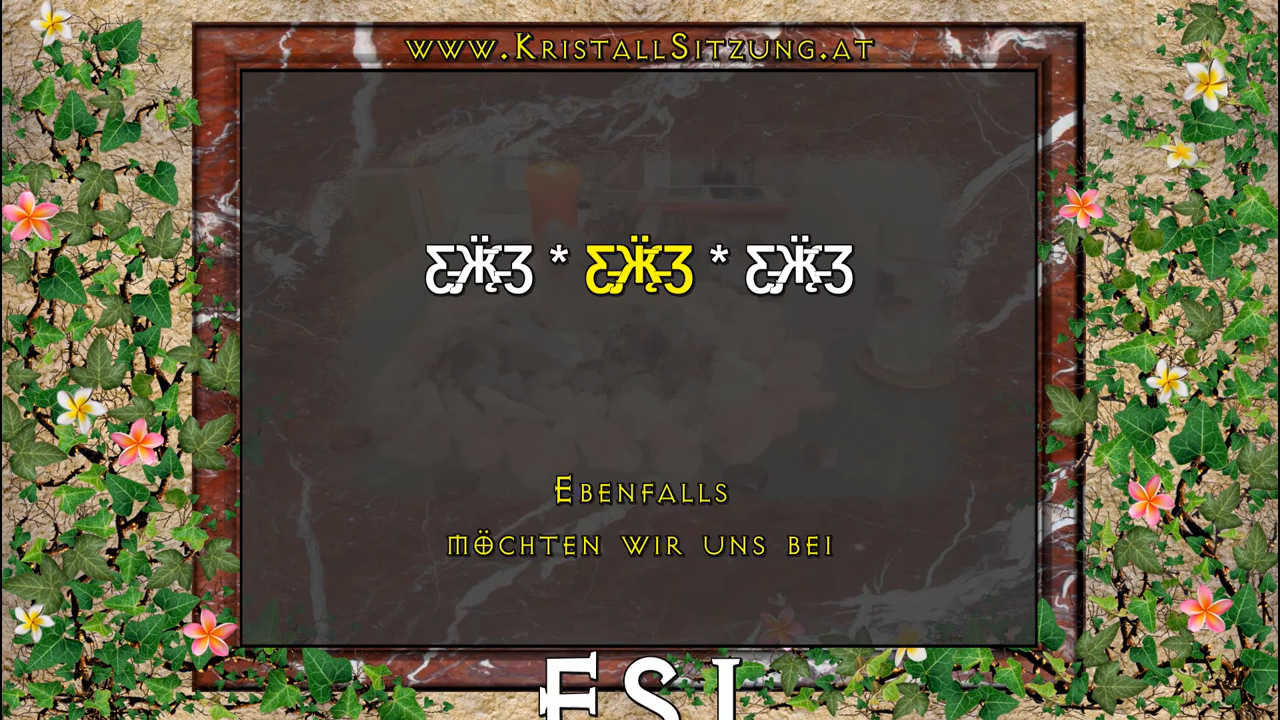 www.KristallSitzung.at
Ƹ̵̡Ӝ̵̨̄Ʒ * Ƹ̵̡Ӝ̵̨̄Ʒ * Ƹ̵̡Ӝ̵̨̄Ʒ
Ebenfalls
möchten wir uns bei